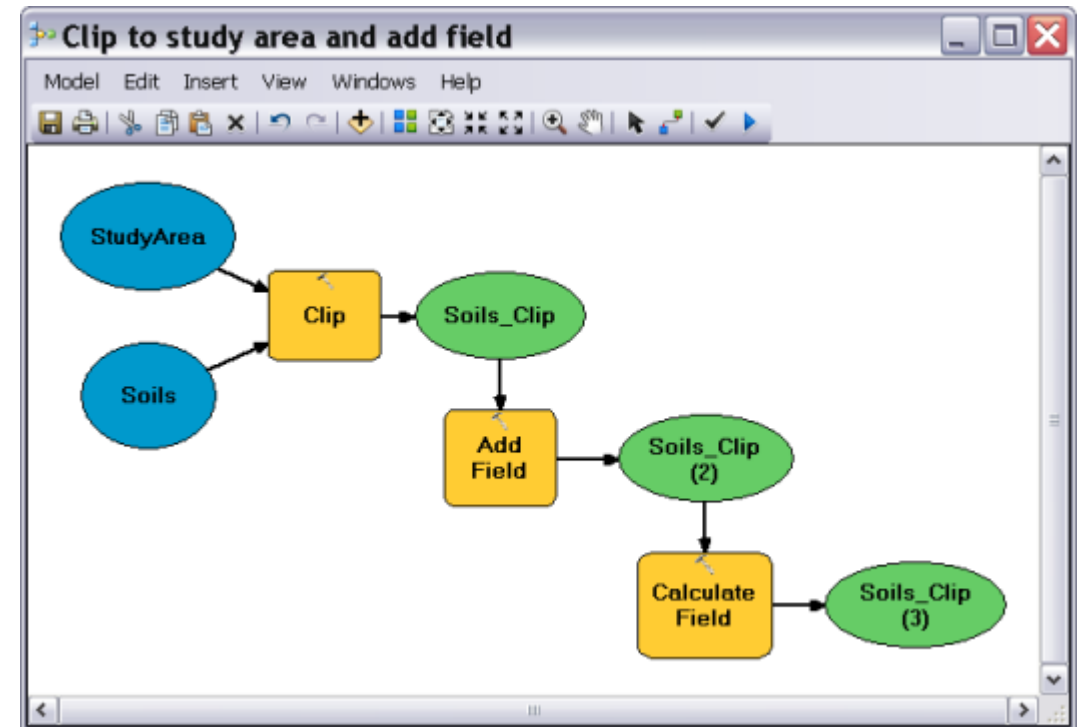 Clip to study area and add field
Model Edit Insert View Windows Help
StudyArea
Clip
Soils_Clip
Soils
Add
Field
Soils_Clip
(2)
Calculate
Field
Soils_Clip
(3)